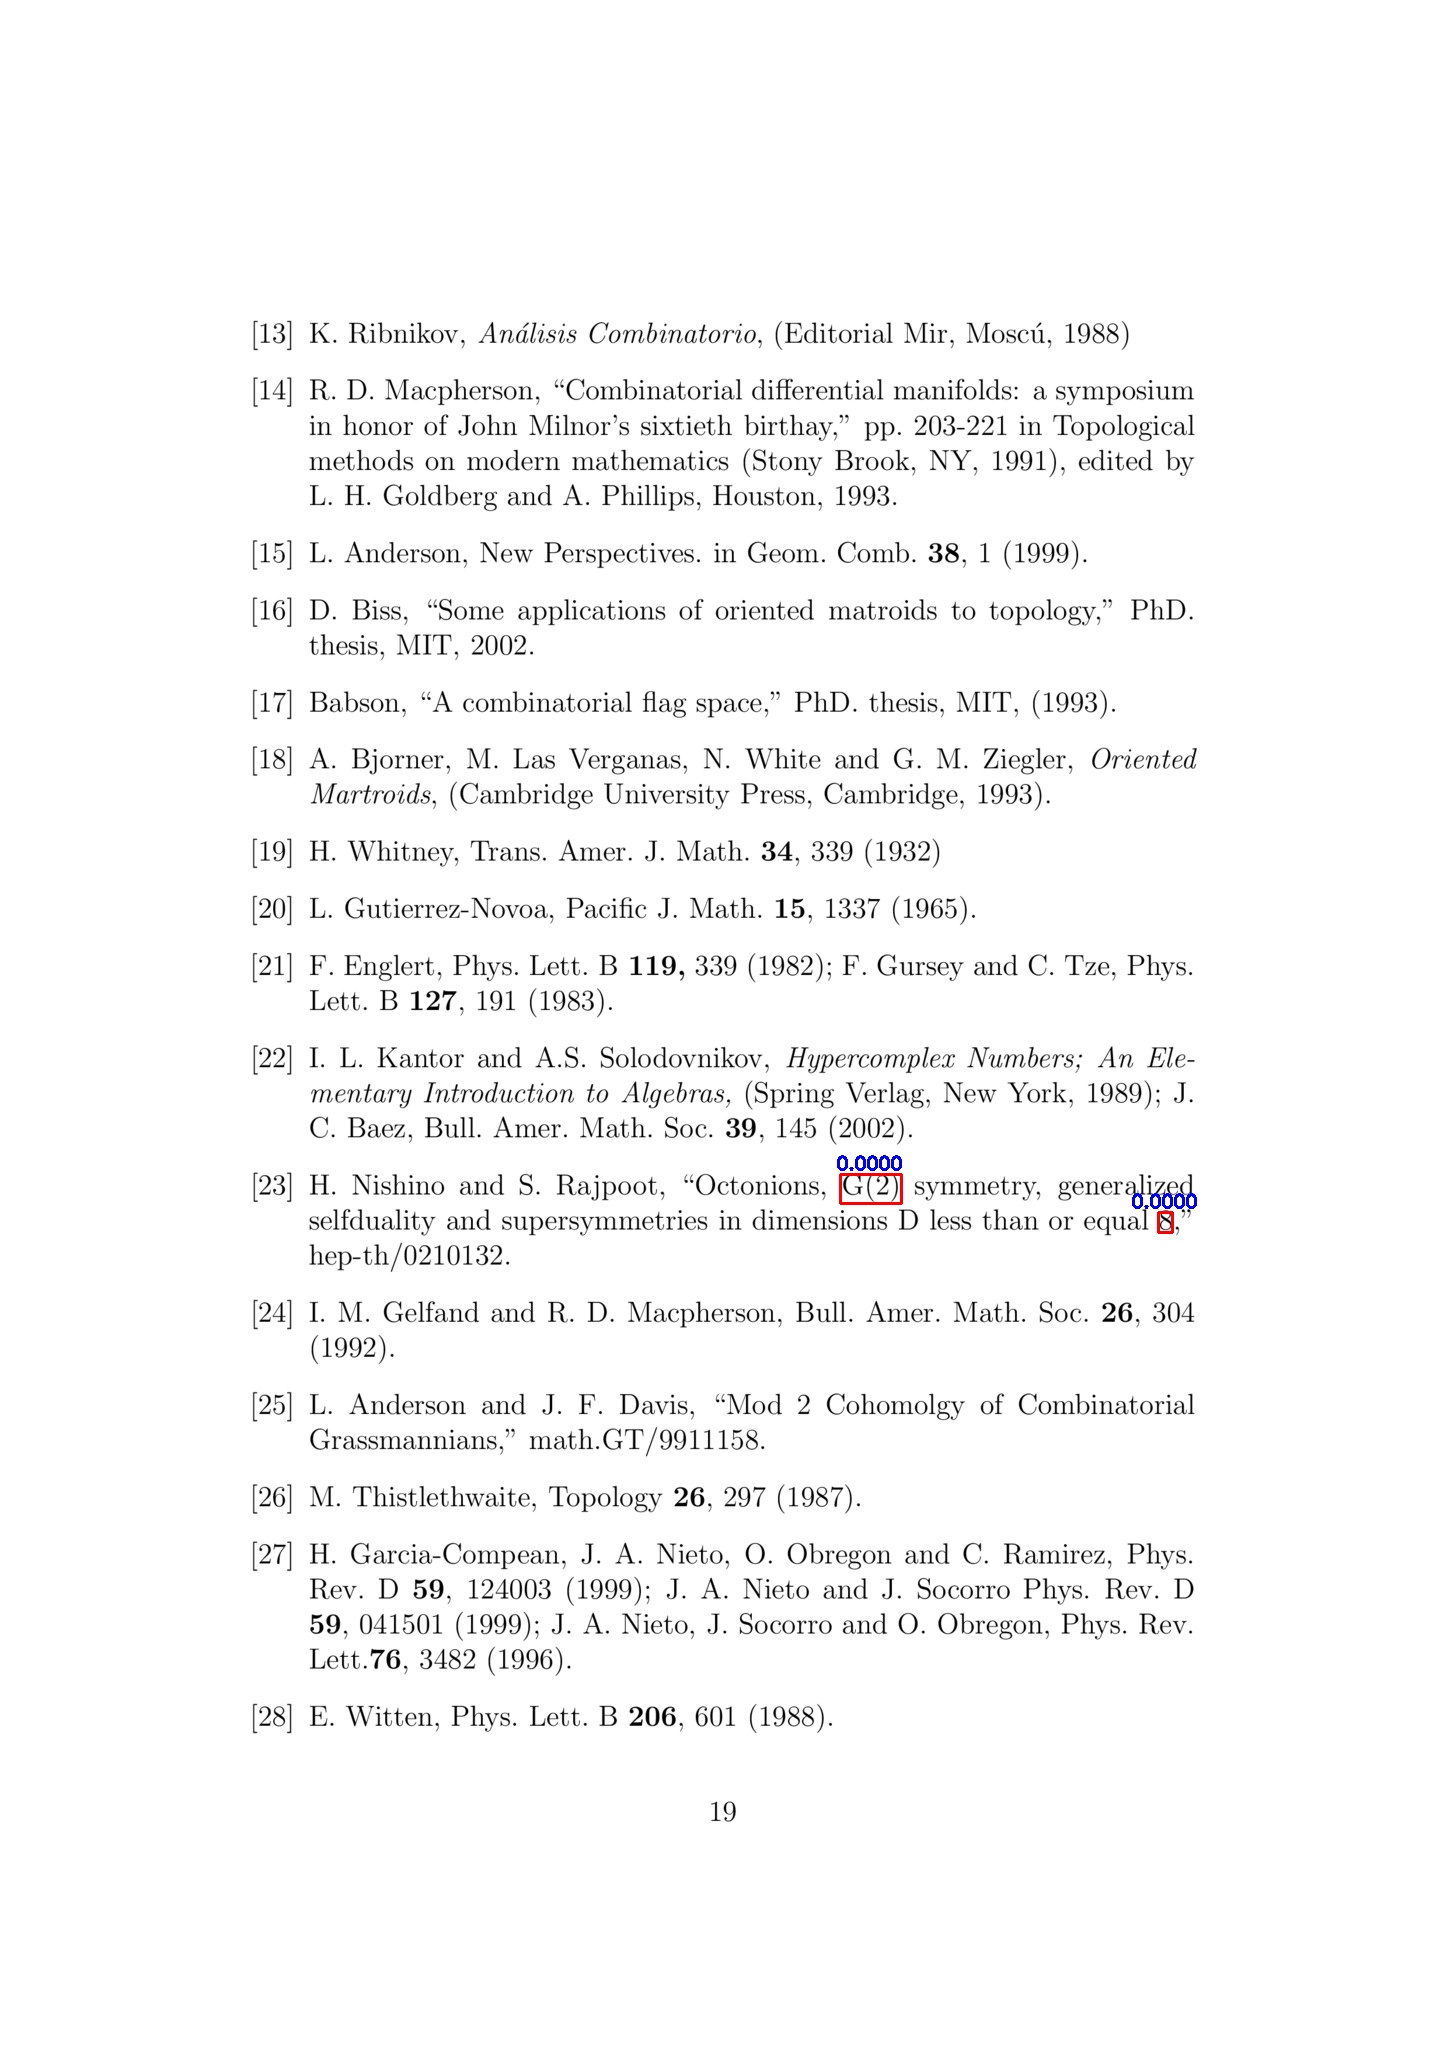 [13] K. Ribnikov, Análisis Combinatorio, (Editorial Mir, Moscú, 1988)
[14] R. D. Macpherson, “Combinatorial differential manifolds: a symposium
in honor of John Milnor’s sixtieth birthay,” pp. 203-221 in Topological
methods on modern mathematics (Stony Brook, NY, 1991), edited by
L. H. Goldberg and A. Phillips, Houston, 1993.
[15] L. Anderson, New Perspectives. in Geom. Comb. 38, 1 (1999).
[16] D. Biss, “Some applications of oriented matroids to topology,” PhD.
thesis, MIT, 2002.
[17] Babson, “A combinatorial flag space,” PhD. thesis, MIT, (1993).
[18] A. Bjorner, M. Las Verganas, N. White and G. M. Ziegler, Oriented
Martroids, (Cambridge University Press, Cambridge, 1993).
[19] H. Whitney, Trans. Amer. J. Math. 34, 339 (1932)
[20] L. Gutierrez-Novoa, Pacific J. Math. 15, 1337 (1965).
[21] F. Englert, Phys. Lett. B 119, 339 (1982); F. Gursey and C. Tze, Phys.
Lett. B 127, 191 (1983).
[22] I. L. Kantor and A.S. Solodovnikov, Hypercomplex Numbers; An Ele-
mentary Introduction to Algebras, (Spring Verlag, New York, 1989); J.
C. Baez, Bull. Amer. Math. Soc. 39, 145 (2002).
0.0000
[23] H. Nishino and S. Rajpoot, “Octonions, G(2) symmetry, generalized
0.0000
selfduality and supersymmetries in dimensions D less than or equal 8,”
hep-th/0210132.
[24] I. M. Gelfand and R. D. Macpherson, Bull. Amer. Math. Soc. 26, 304
(1992).
[25] L. Anderson and J. F. Davis, “Mod 2 Cohomolgy of Combinatorial
Grassmannians,” math.GT/9911158.
[26] M. Thistlethwaite, Topology 26, 297 (1987).
[27] H. Garcia-Compean, J. A. Nieto, O. Obregon and C. Ramirez, Phys.
Rev. D 59, 124003 (1999); J. A. Nieto and J. Socorro Phys. Rev. D
59, 041501 (1999); J. A. Nieto, J. Socorro and O. Obregon, Phys. Rev.
Lett.76, 3482 (1996).
[28] E. Witten, Phys. Lett. B 206, 601 (1988).
19